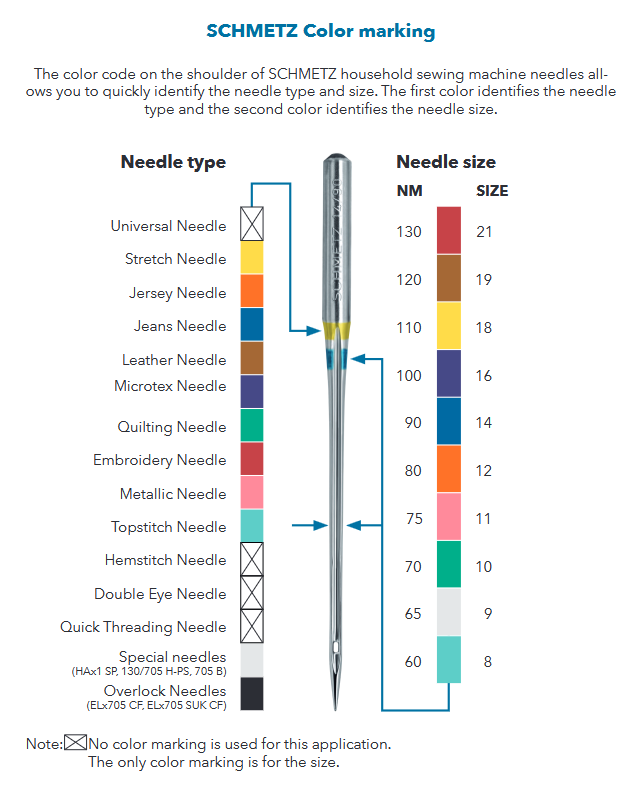 SCHMETZ Color marking
The color code on the shoulder of SCHMETZ household sewing machine needles all-
ows you to quickly identify the needle type and size. The first color identifies the needle
type and the second color identifies the needle size.
Needle type
Needle size
NM SIZE
Universal Needle
Stretch Needle
Jersey Needle
Jeans Needle
Leather Needle
Microtex Needle
Quilting Needle
Embroidery Needle
Metallic Needle
Topstitch Needle
Hemstitch Needle
Double Eye Needle
Quick Threading Needle
Special needles
(HAx1 SP, 130/705 H-PS, 705 B)
Overlock Needles
(ELx705 CF, ELx705 SUK CF)
SCHMETZ
130 21
120 19
110 18
100 16
90 14
80 12
75 11
70 10
65 9
60 8
Note: No color marking is used for this application.
The only color marking is for the size.